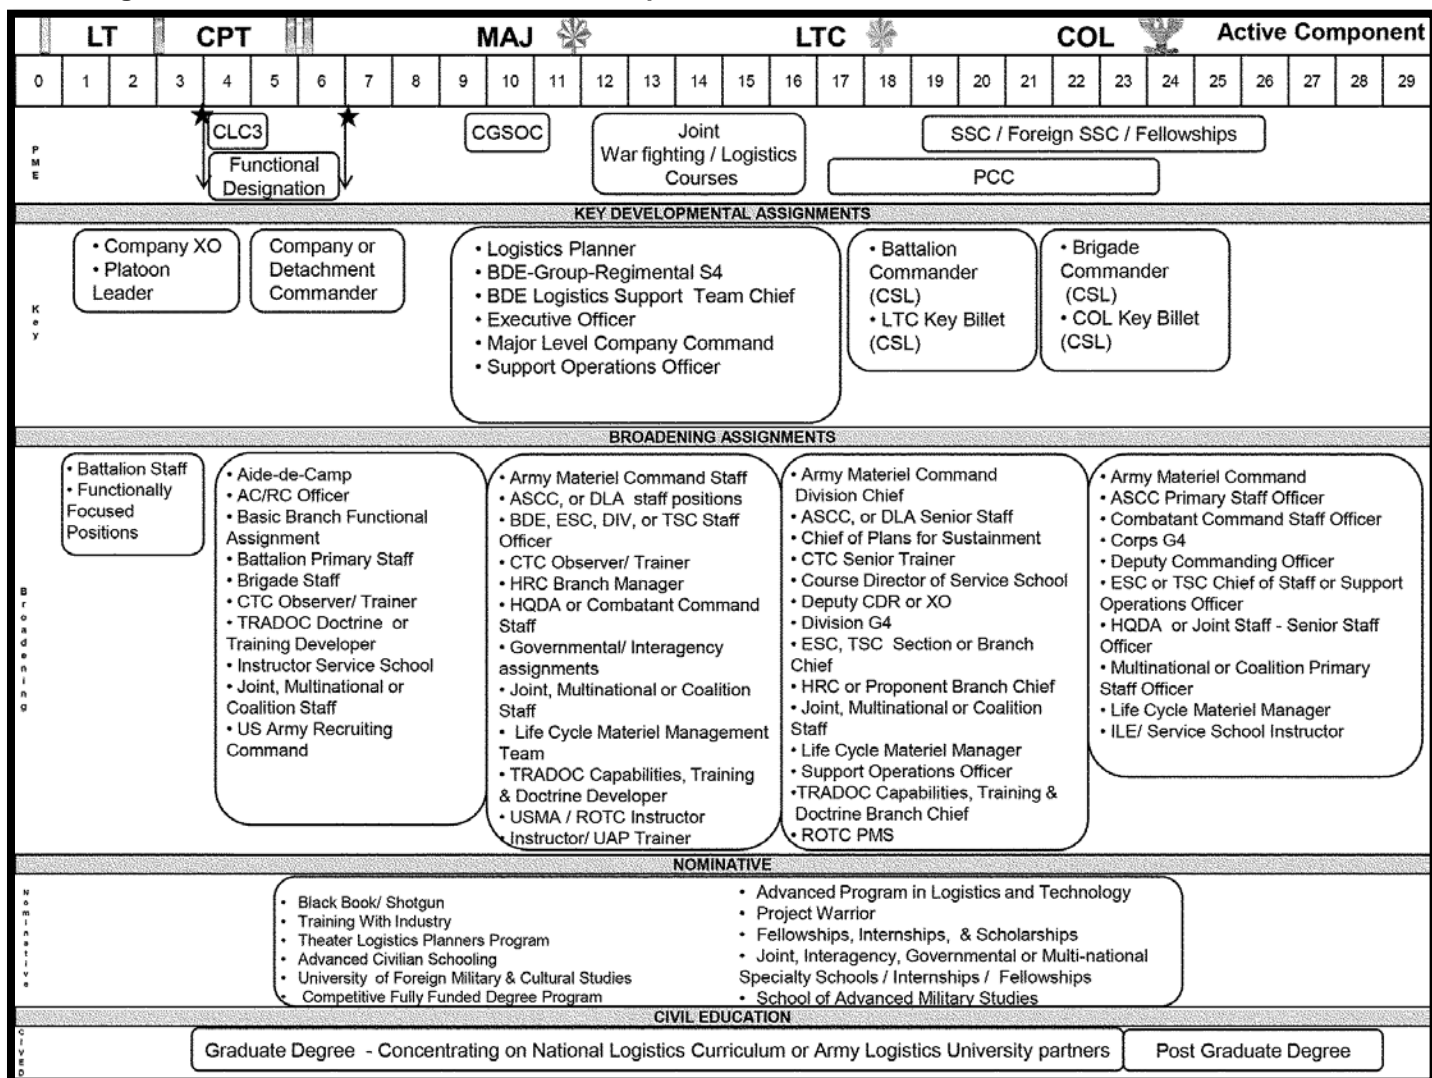 LT CPT MAJ LTC COL Active Component
0 1 2 3 4 5 6 7 8 9 10 11 12 13 14 15 16 17 18 19 20 21 22 23 24 25 26 27 28 29
PME
CLC3
Functional
Designation
CGSOC
Joint
War fighting / Logistics
Courses
SSC / Foreign SSC / Fellowships
PCC
KEY DEVELOPMENTAL ASSIGNMENTS
Key
• Company XO
• Platoon
Leader
Company or
Detachment
Commander
• Logistics Planner
• BDE-Group-Regimental S4
• BDE Logistics Support Team Chief
• Executive Officer
• Major Level Company Command
• Support Operations Officer
• Battalion
Commander
(CSL)
• LTC Key Billet
(CSL)
• Brigade
Commander
(CSL)
• COL Key Billet
(CSL)
BROADENING ASSIGNMENTS
Broadening
• Battalion Staff
• Functionally
Focused
Positions
• Aide-de-Camp
• AC/RC Officer
• Basic Branch Functional
Assignment
• Battalion Primary Staff
• Brigade Staff
• CTC Observer/ Trainer
• TRADOC Doctrine or
Training Developer
• Instructor Service School
• Joint, Multinational or
Coalition Staff
• US Army Recruiting
Command
• Army Materiel Command Staff
• ASCC, or DLA staff positions
• BDE, ESC, DIV, or TSC Staff
Officer
• CTC Observer/ Trainer
• HRC Branch Manager
• HQDA or Combatant Command
Staff
• Governmental/ Interagency
assignments
• Joint, Multinational or Coalition
Staff
• Life Cycle Materiel Management
Team
• TRADOC Capabilities, Training
& Doctrine Developer
• USMA / ROTC Instructor
• Instructor/ UAP Trainer
• Army Materiel Command
Division Chief
• ASCC, or DLA Senior Staff
• Chief of Plans for Sustainment
• CTC Senior Trainer
• Course Director of Service School
• Deputy CDR or XO
• Division G4
• ESC, TSC Section or Branch
Chief
• HRC or Proponent Branch Chief
• Joint, Multinational or Coalition
Staff
• Life Cycle Materiel Manager
• Support Operations Officer
•TRADOC Capabilities, Training &
Doctrine Branch Chief
• ROTC PMS
• Army Materiel Command
• ASCC Primary Staff Officer
• Combatant Command Staff Officer
• Corps G4
• Deputy Commanding Officer
• ESC or TSC Chief of Staff or Support
Operations Officer
• HQDA or Joint Staff - Senior Staff
Officer
• Multinational or Coalition Primary
Staff Officer
• Life Cycle Materiel Manager
• ILE/ Service School Instructor
NOMINATIVE
Nominative
• Black Book/ Shotgun
• Training With Industry
• Theater Logistics Planners Program
• Advanced Civilian Schooling
• University of Foreign Military & Cultural Studies
• Competitive Fully Funded Degree Program
• Advanced Program in Logistics and Technology
• Project Warrior
• Fellowships, Internships, & Scholarships
• Joint, Interagency, Governmental or Multi-national
Specialty Schools / Internships / Fellowships
• School of Advanced Military Studies
CIVIL EDUCATION
CIVED
Graduate Degree - Concentrating on National Logistics Curriculum or Army Logistics University partners
Post Graduate Degree